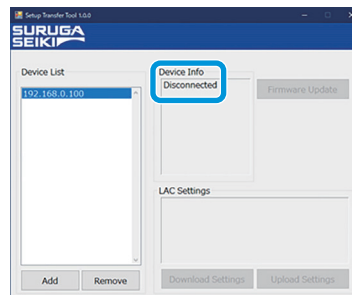 Setup Transfer Tool 1.0.0
SURUGA
SEIKI
Device List
192.168.0.100
Add
Remove
Device Info
Disconnected
Firmware Update
LAC Settings
Download Settings
Upload Settings